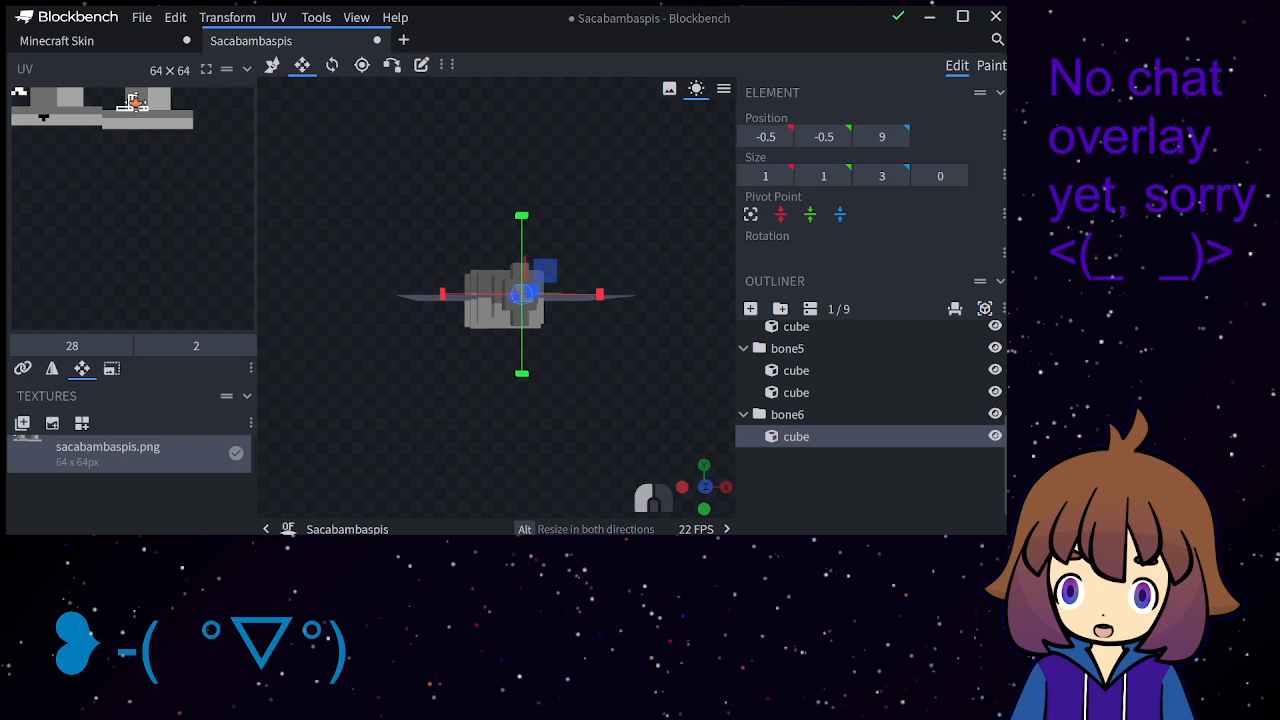 Blockbench File Edit Transform UV Tools View Help ● Sacabambaspis - Blockbench
Minecraft Skin Sacabambaspis
UV 64 × 64 Edit Paint
ELEMENT
Position
-0.5 -0.5 9
Size
1 1 3 0
Pivot Point
Rotation
OUTLINER
1 / 9
cube
28 2 bone5
cube
TEXTURES cube
bone6
sacabambaspis.png cube
64 x 64px
Y
Z X
Sacabambaspis Alt Resize in both directions 22 FPS
No chat
overlay
yet, sorry
<(_ _)>
❥-( °▽°)